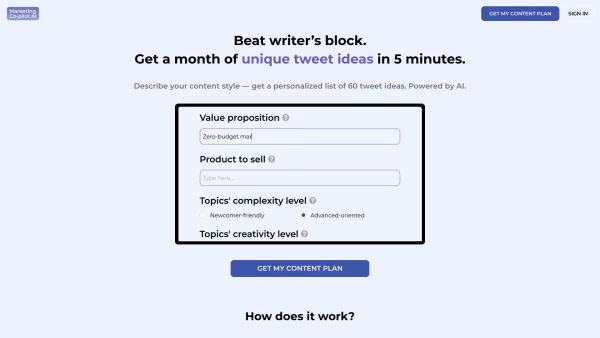 Marketing
Co-pilot AI
GET MY CONTENT PLAN
SIGN IN
Beat writer’s block.
Get a month of unique tweet ideas in 5 minutes.
Describe your content style — get a personalized list of 60 tweet ideas. Powered by AI.
Value proposition ?
Zero-budget mar
Product to sell ?
Type here...
Topics' complexity level ?
Newcomer-friendly
Advanced-oriented
Topics' creativity level ?
GET MY CONTENT PLAN
How does it work?